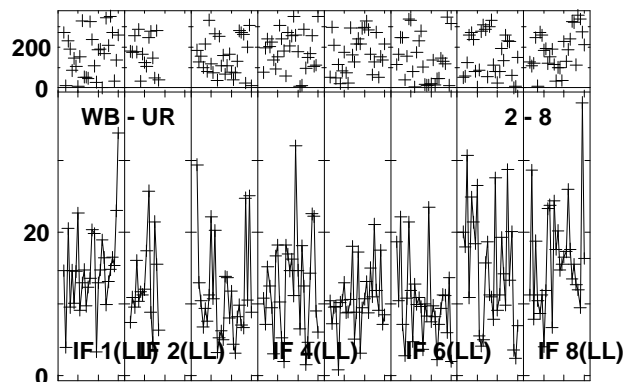 200
0
WB - UR 2 - 8
20
0
IF 1(LL) IF 2(LL) IF 4(LL) IF 6(LL) IF 8(LL)